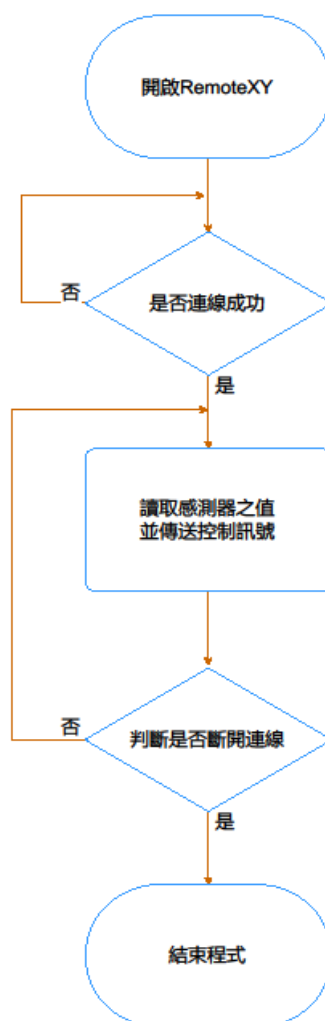 開啟RemoteXY
否
是否連線成功
是
讀取感測器之值
並傳送控制訊號
否
判斷是否斷開連線
是
結束程式